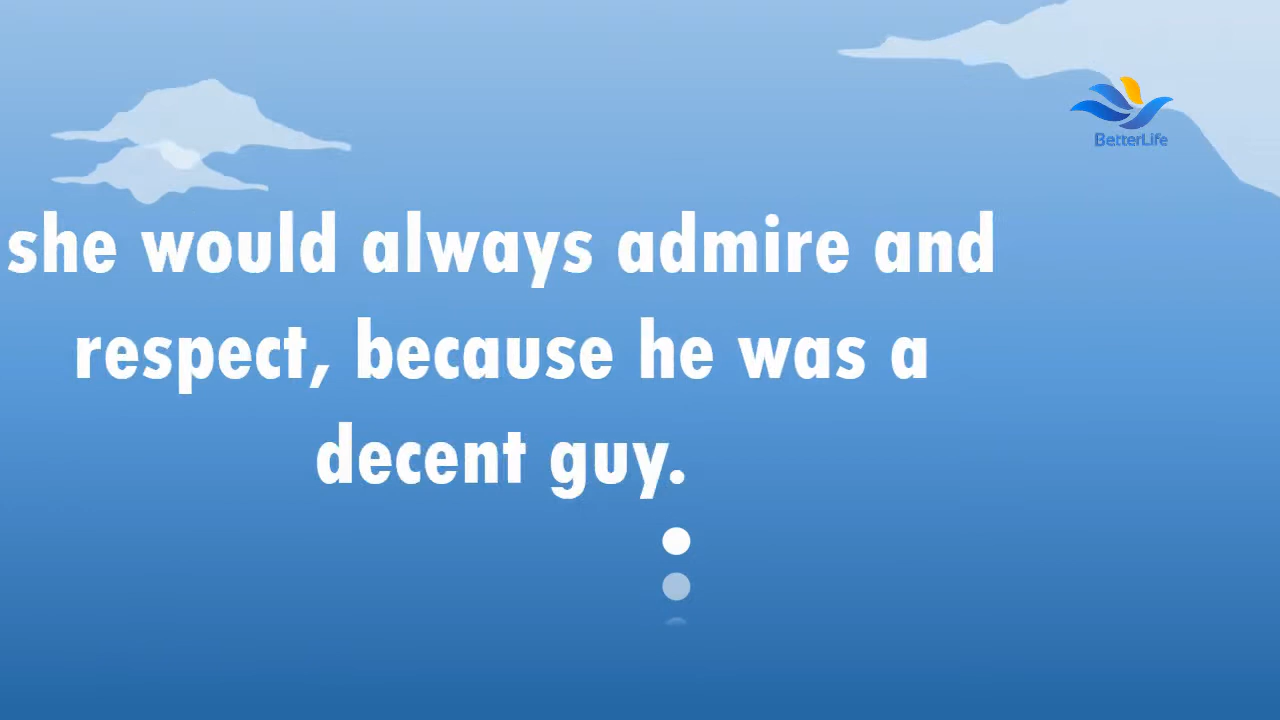 BetterLife
she would always admire and
respect, because he was a
decent guy.